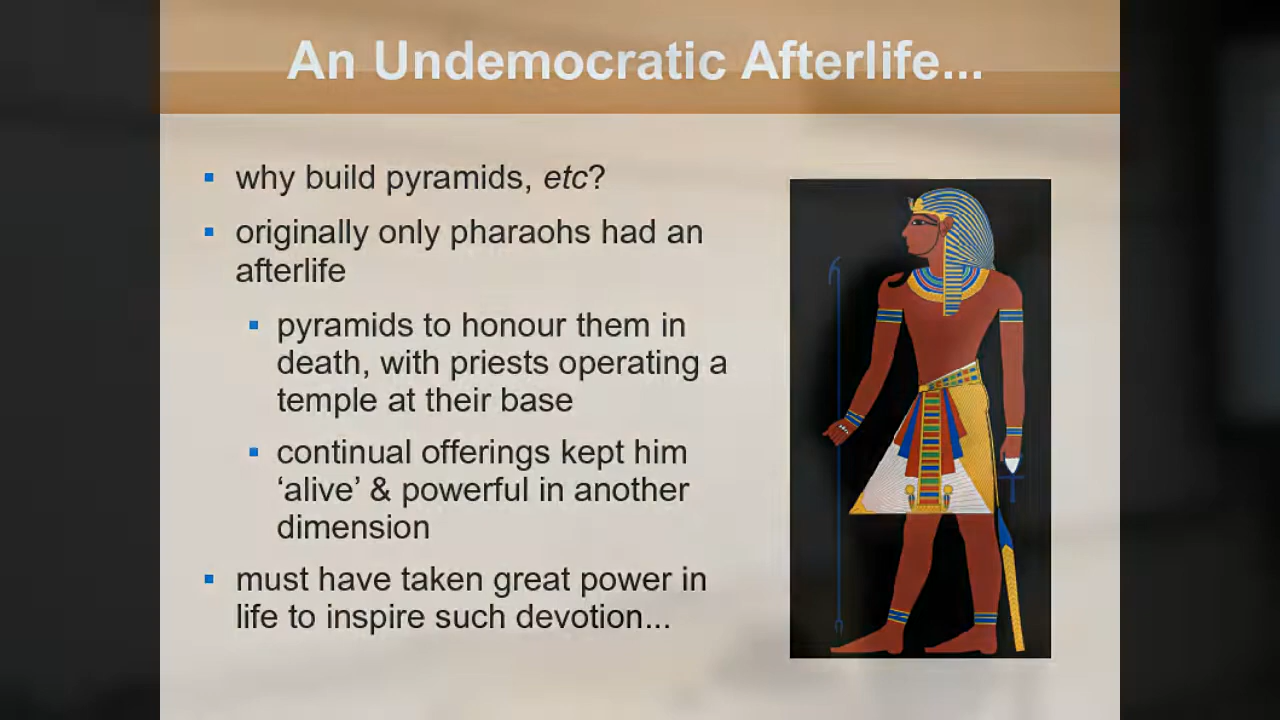 An Undemocratic Afterlife...
▪ why build pyramids, etc?
▪ originally only pharaohs had an
afterlife
▪ pyramids to honour them in
death, with priests operating a
temple at their base
▪ continual offerings kept him
‘alive’ & powerful in another
dimension
▪ must have taken great power in
life to inspire such devotion...